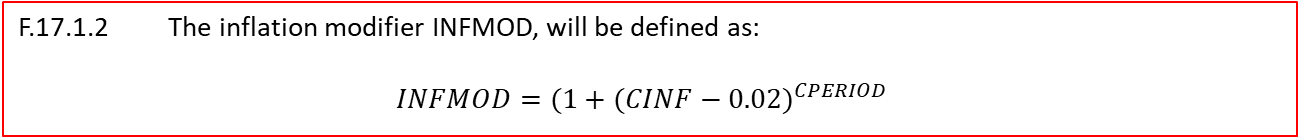 F.17.1.2 The inflation modifier INFMOD, will be defined as:
INFMOD = (1 + (CINF − 0.02)^CPERIOD